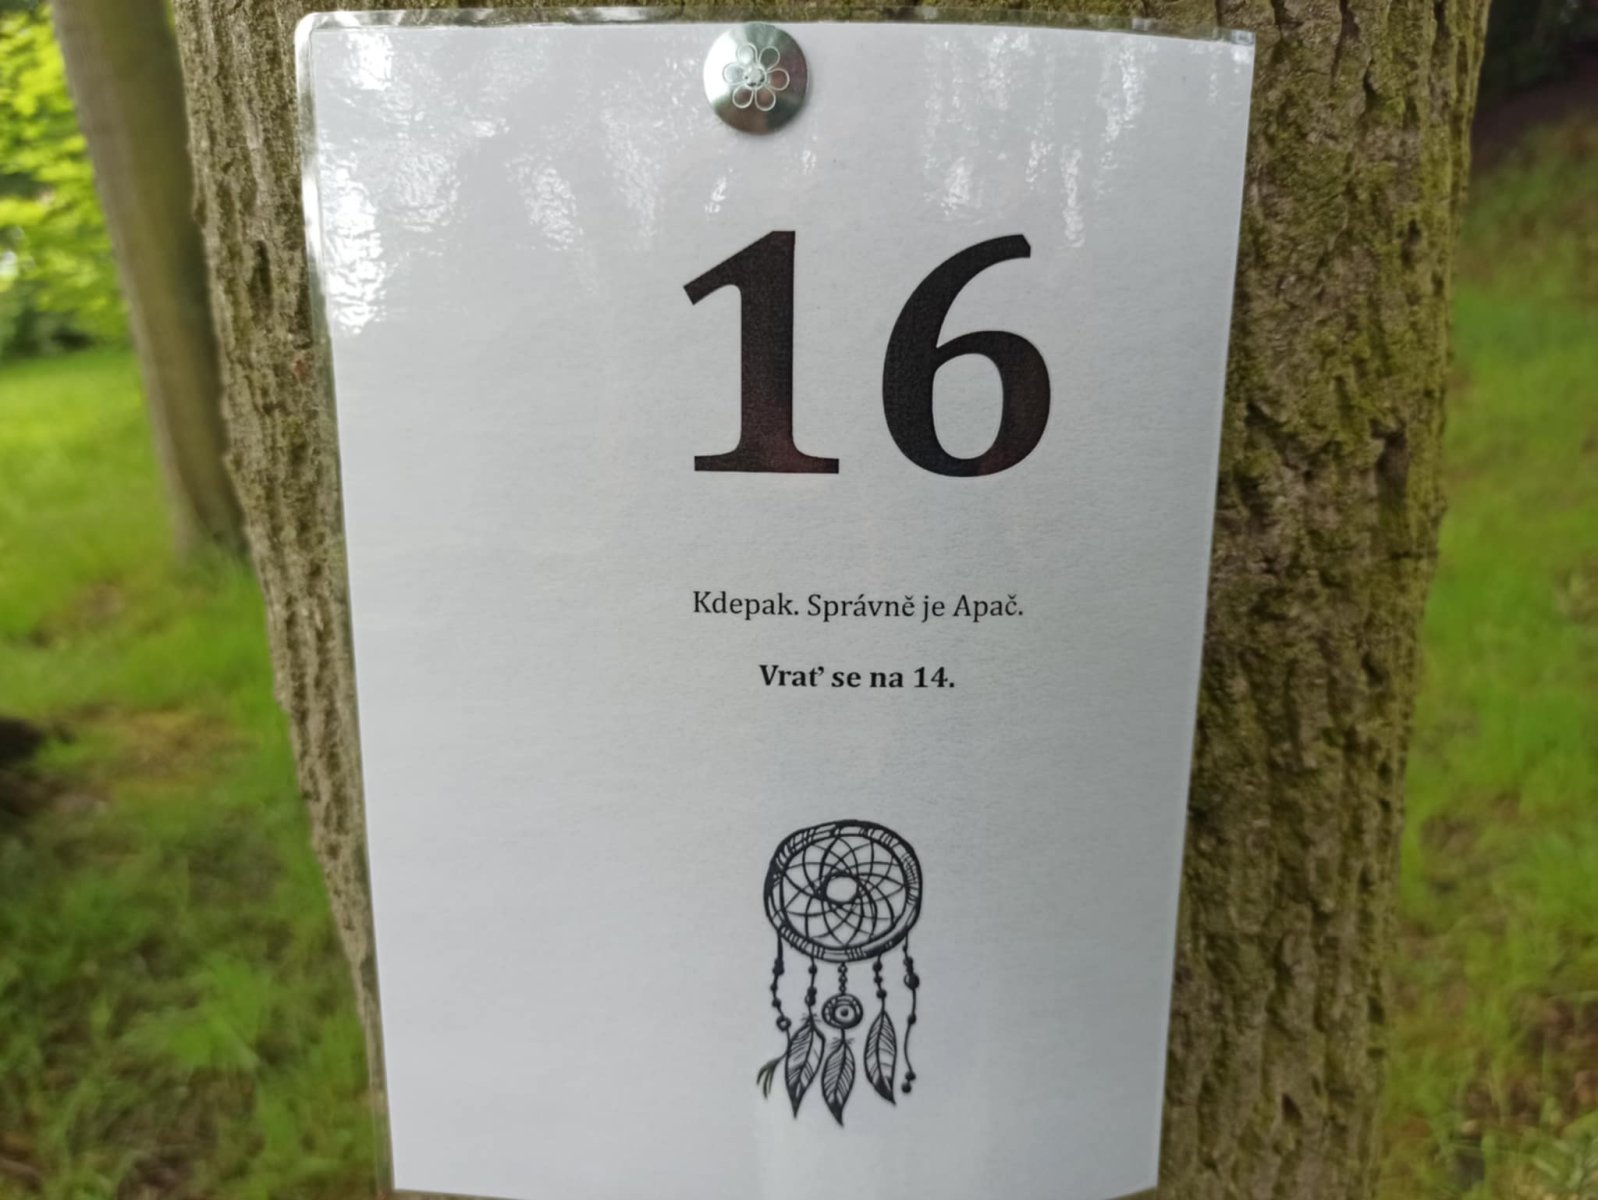 16
Kdepak. Správně je Apač.
Vrať se na 14.